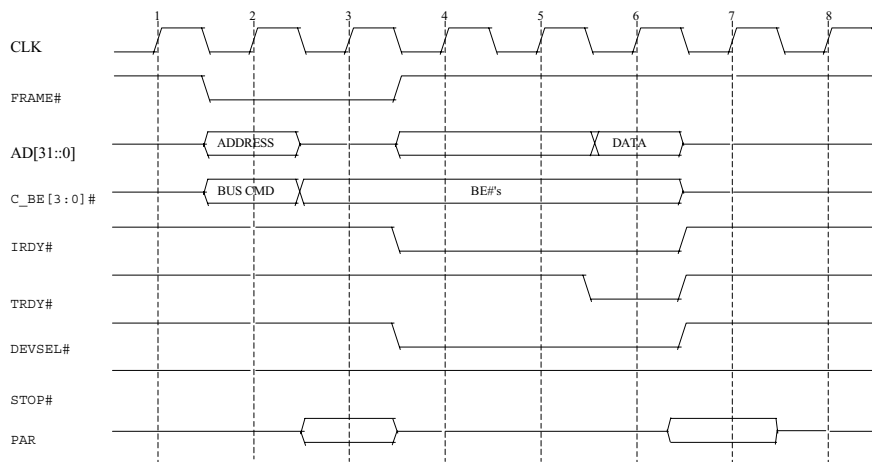 1 2 3 4 5 6 7 8
CLK
FRAME#
AD[31::0] ADDRESS DATA
C_BE[3:0]# BUS CMD BE#'s
IRDY#
TRDY#
DEVSEL#
STOP#
PAR